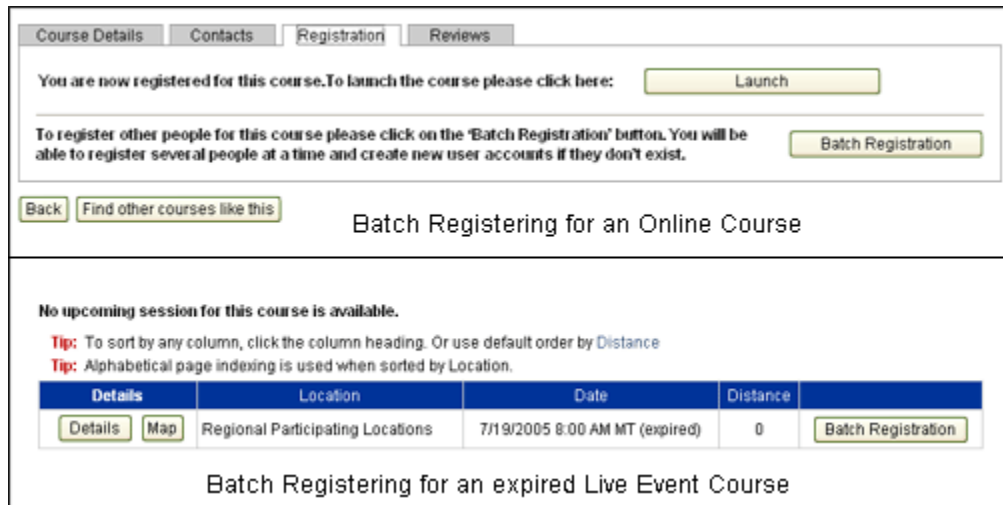 Course Details Contacts Registration Reviews
You are now registered for this course.To launch the course please click here: Launch
To register other people for this course please click on the 'Batch Registration' button. You will be
able to register several people at a time and create new user accounts if they don't exist. Batch Registration
Back Find other courses like this
Batch Registering for an Online Course
No upcoming session for this course is available.
Tip: To sort by any column, click the column heading. Or use default order by Distance
Tip: Alphabetical page indexing is used when sorted by Location.
Details Location Date Distance
Details Map Regional Participating Locations 7/19/2005 8:00 AM MT (expired) 0 Batch Registration
Batch Registering for an expired Live Event Course